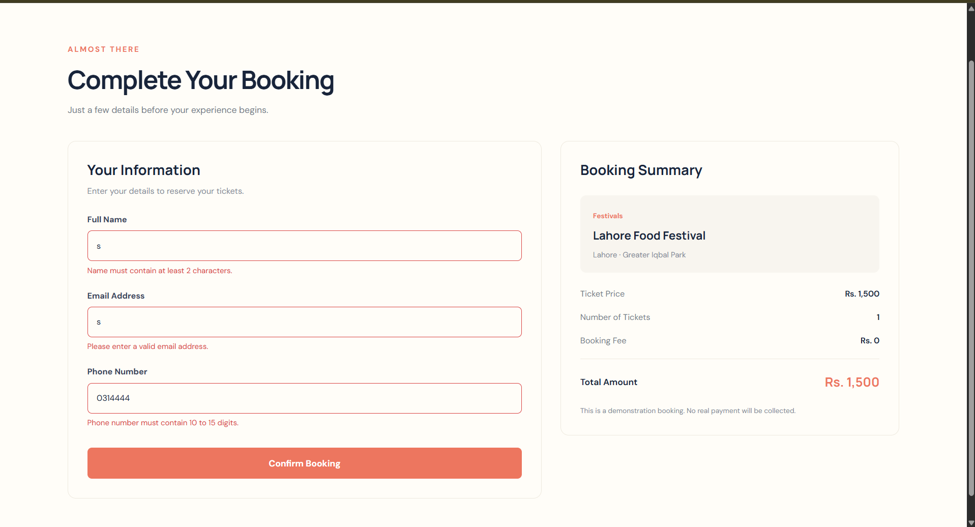 ALMOST THERE
Complete Your Booking
Just a few details before your experience begins.
Your Information
Enter your details to reserve your tickets.
Full Name
s
Name must contain at least 2 characters.
Email Address
s
Please enter a valid email address.
Phone Number
0314444
Phone number must contain 10 to 15 digits.
Confirm Booking
Booking Summary
Festivals
Lahore Food Festival
Lahore · Greater Iqbal Park
Ticket Price Rs. 1,500
Number of Tickets 1
Booking Fee Rs. 0
Total Amount Rs. 1,500
This is a demonstration booking. No real payment will be collected.